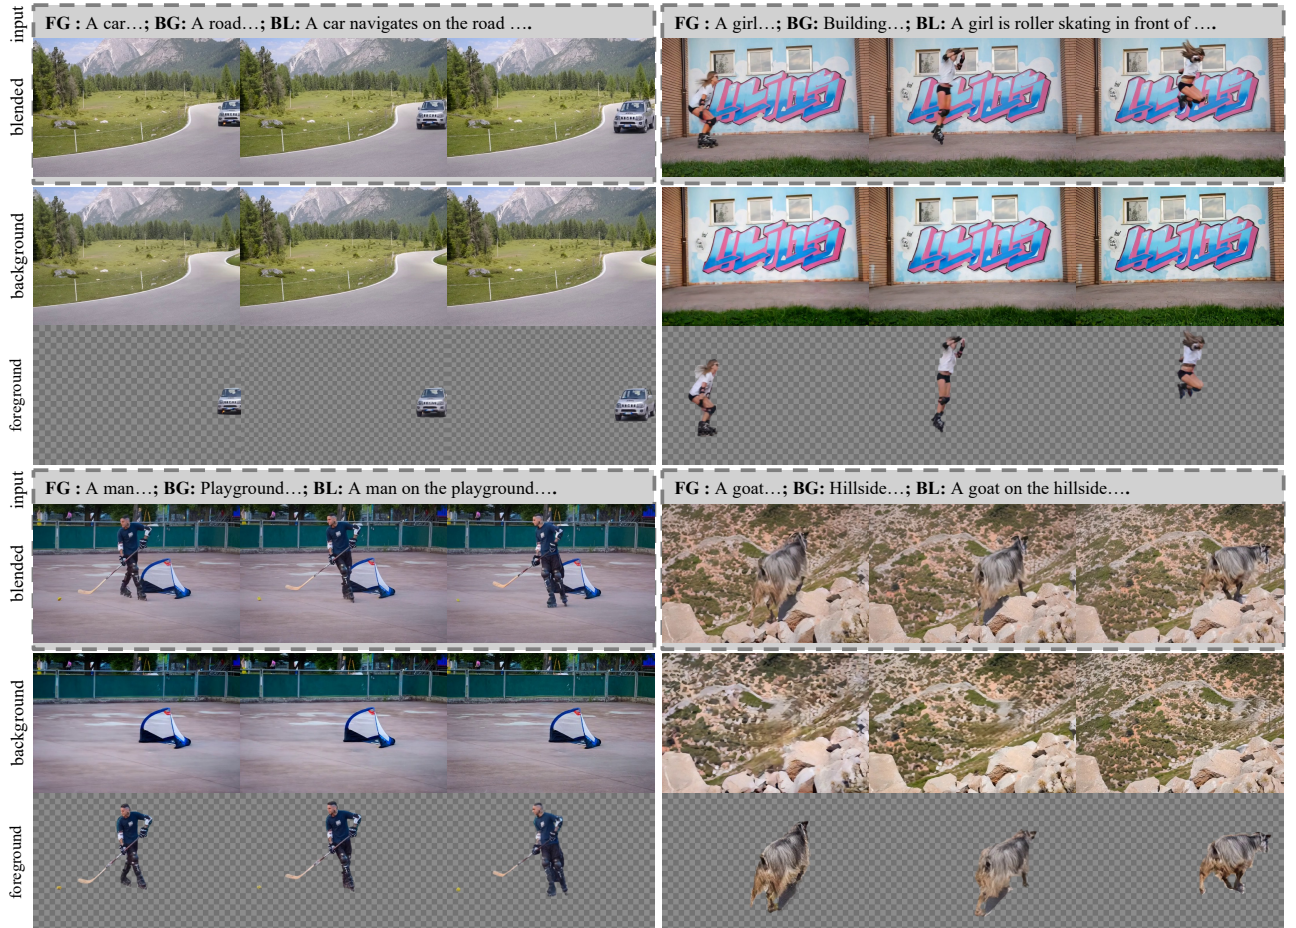 input
FG : A car…; BG: A road…; BL: A car navigates on the road ….
FG : A girl…; BG: Building…; BL: A girl is roller skating in front of ….
blended
background
foreground
input
FG : A man…; BG: Playground…; BL: A man on the playground….
FG : A goat…; BG: Hillside…; BL: A goat on the hillside….
blended
background
foreground